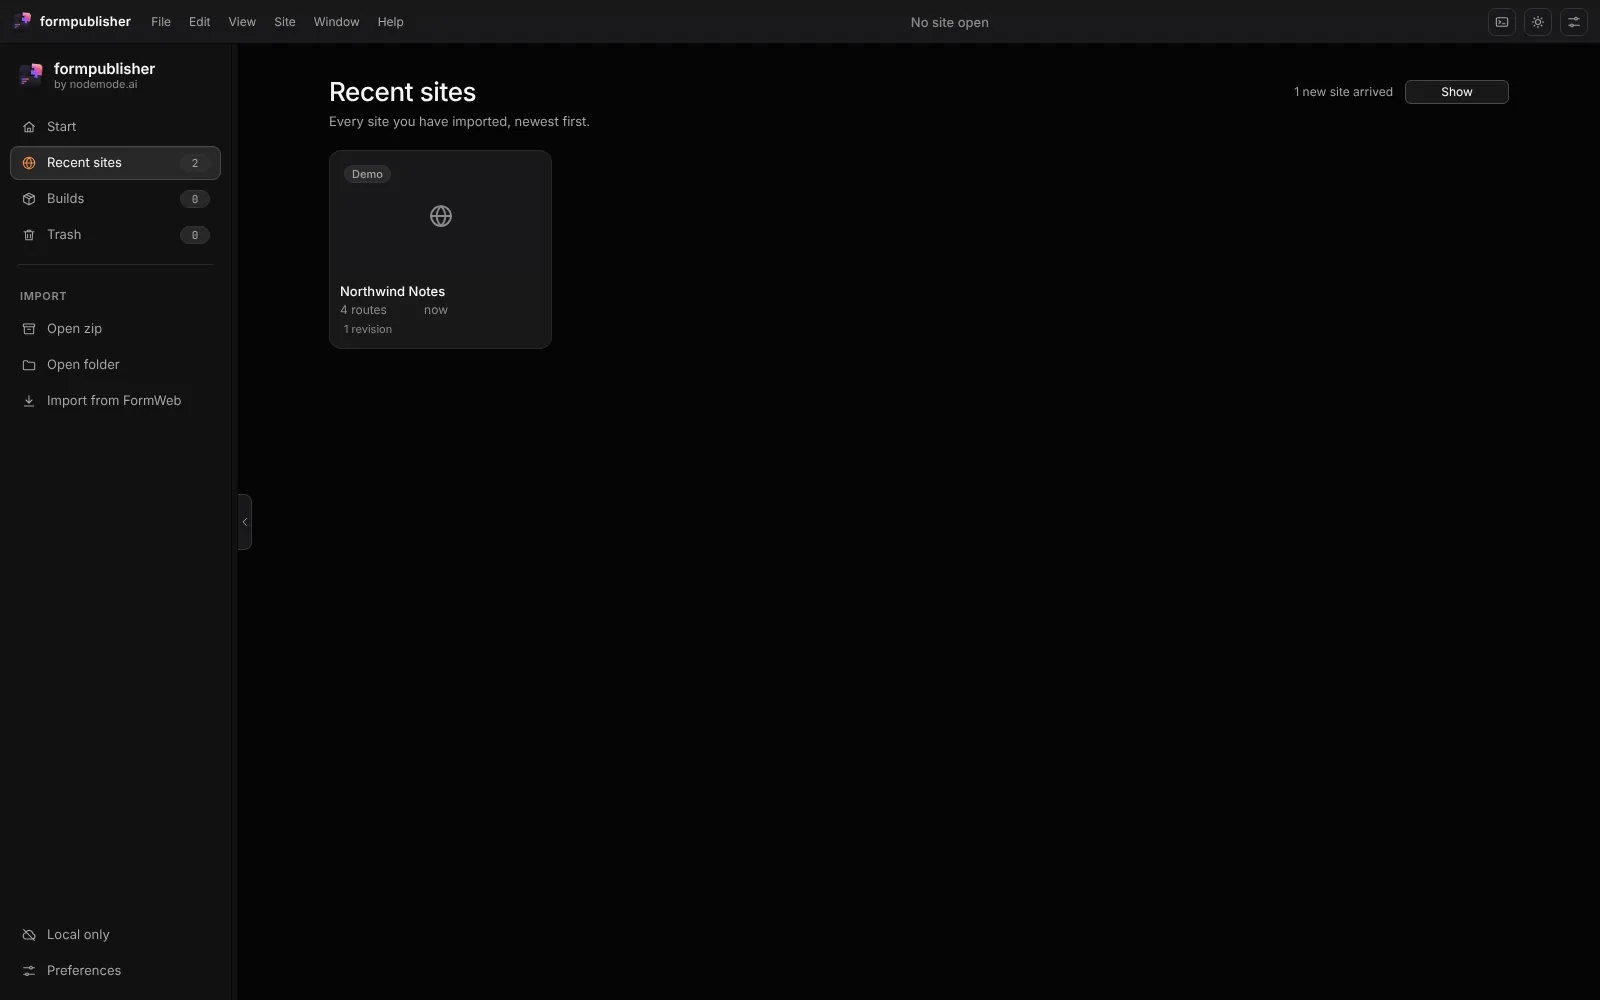 formpublisher File Edit View Site Window Help No site open
formpublisher
by nodemode.ai
Start
Recent sites 2
Builds 0
Trash 0
IMPORT
Open zip
Open folder
Import from FormWeb
Local only
Preferences
Recent sites
Every site you have imported, newest first.
1 new site arrived Show
Demo
Northwind Notes
4 routes now
1 revision